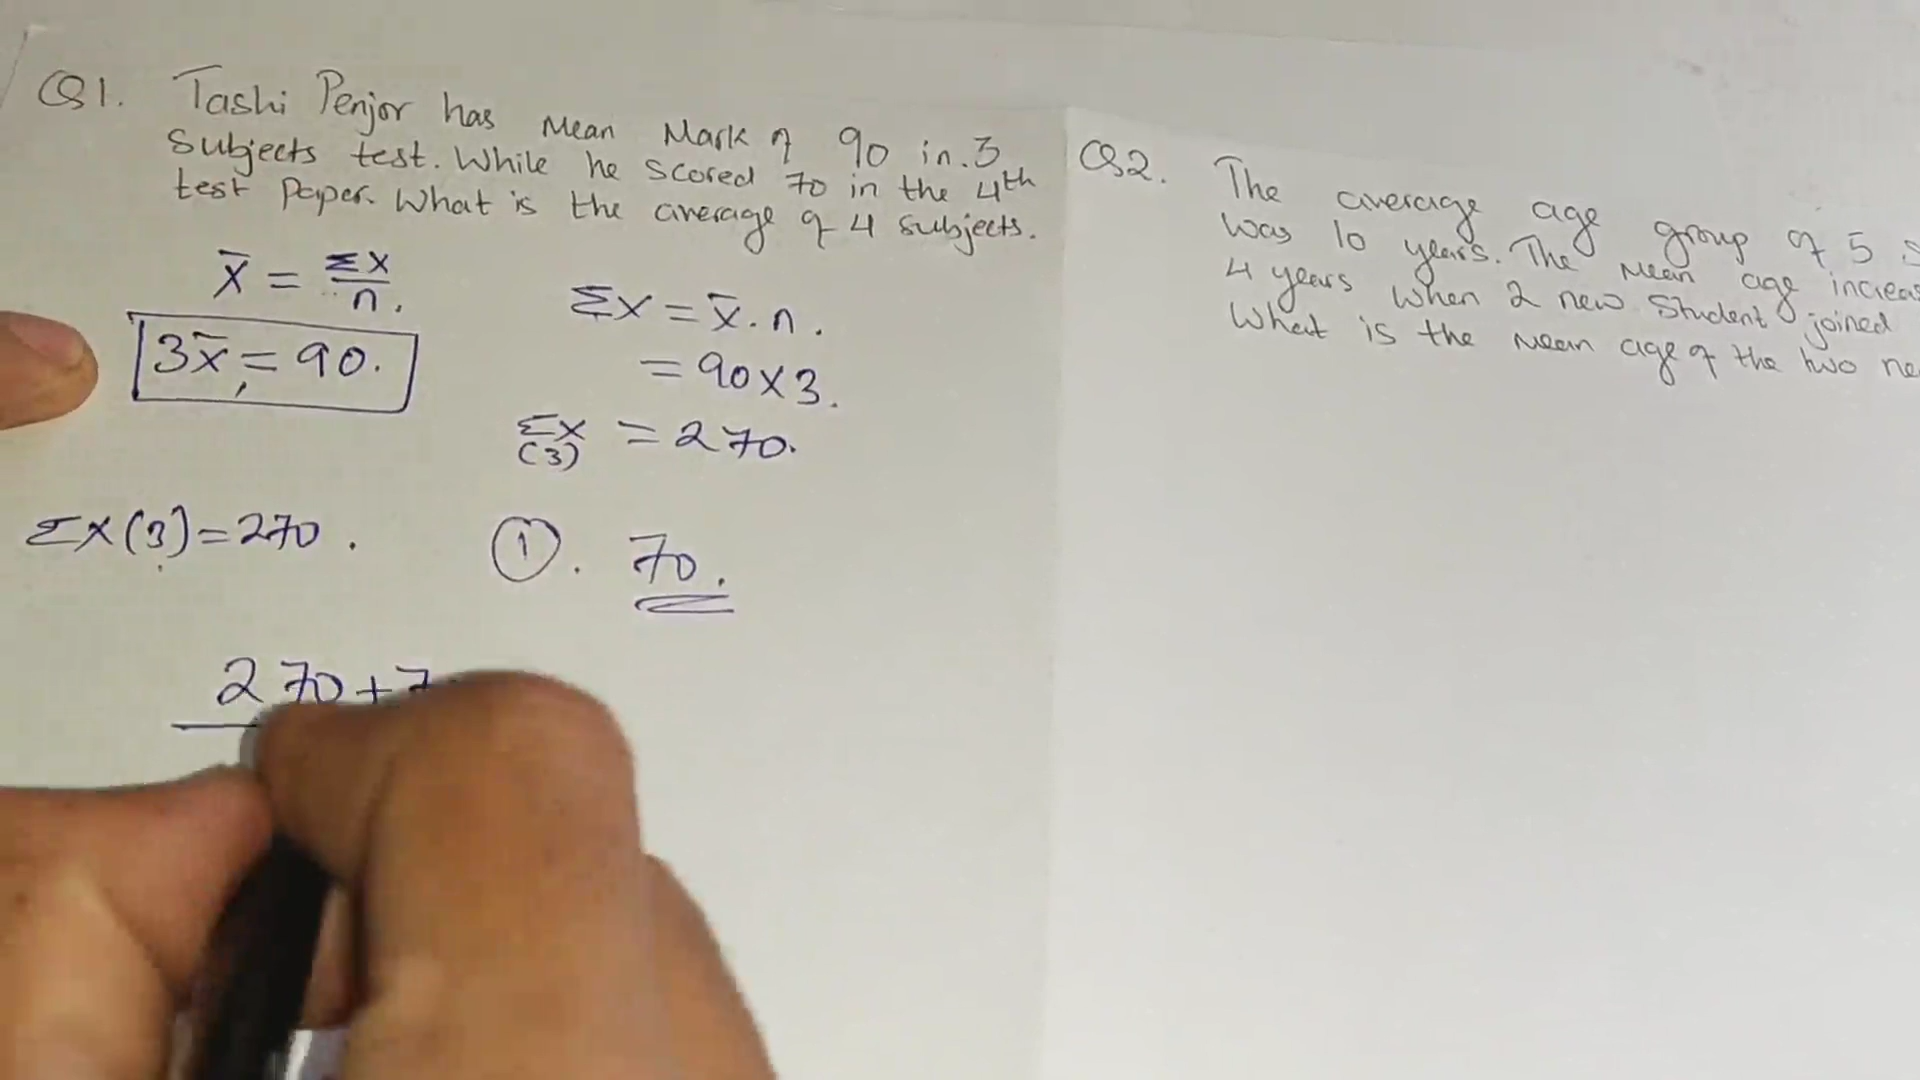 Q1. Tashi Penjor has Mean Mark of 90 in 3
Subjects test. While he scored 70 in the 4th
test Paper. What is the average of 4 subjects.
x̄ = Σx/n.
3x̄, = 90.
Σx = x̄. n.
= 90 x 3.
Σx (3) = 270.
Σx (3) = 270.
①. 70.
270 + 7
Q2. The average age group of 5
was 10 years. The Mean age increas
4 years when 2 new Student joined
What is the Mean age of the two ne